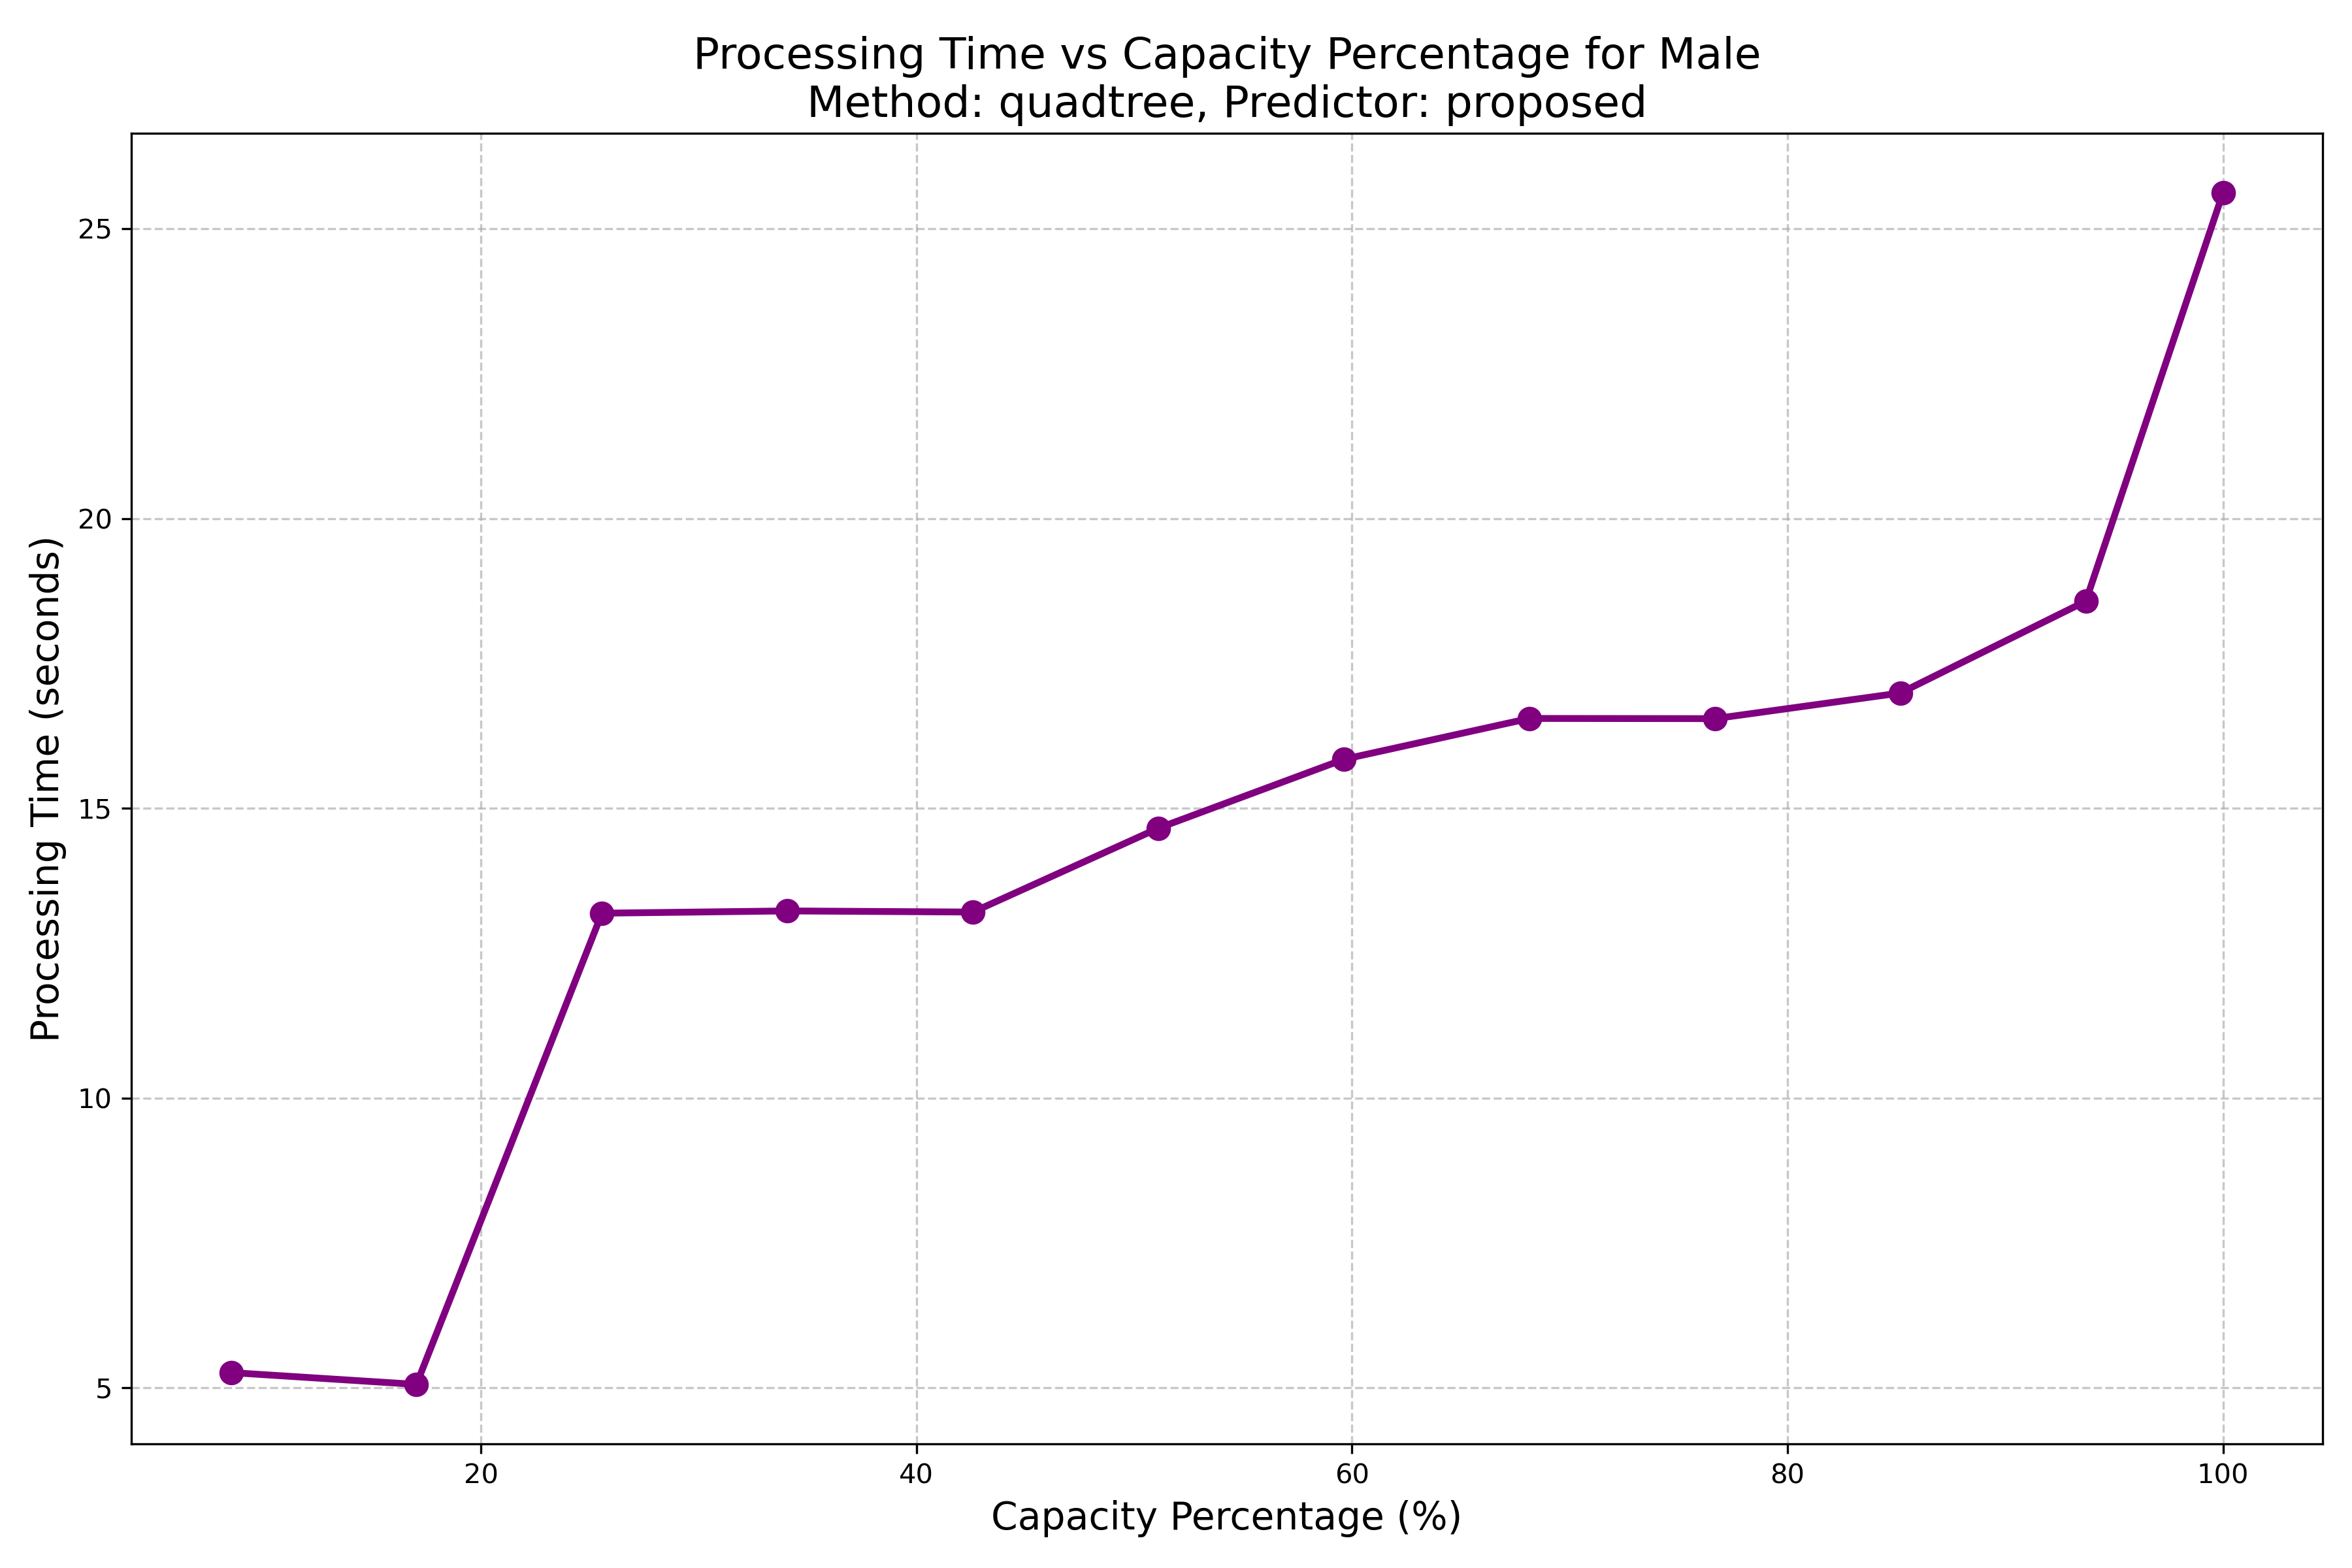 Processing Time vs Capacity Percentage for Male
Method: quadtree, Predictor: proposed
Processing Time (seconds)
25
20
15
10
5
20 40 60 80 100
Capacity Percentage (%)